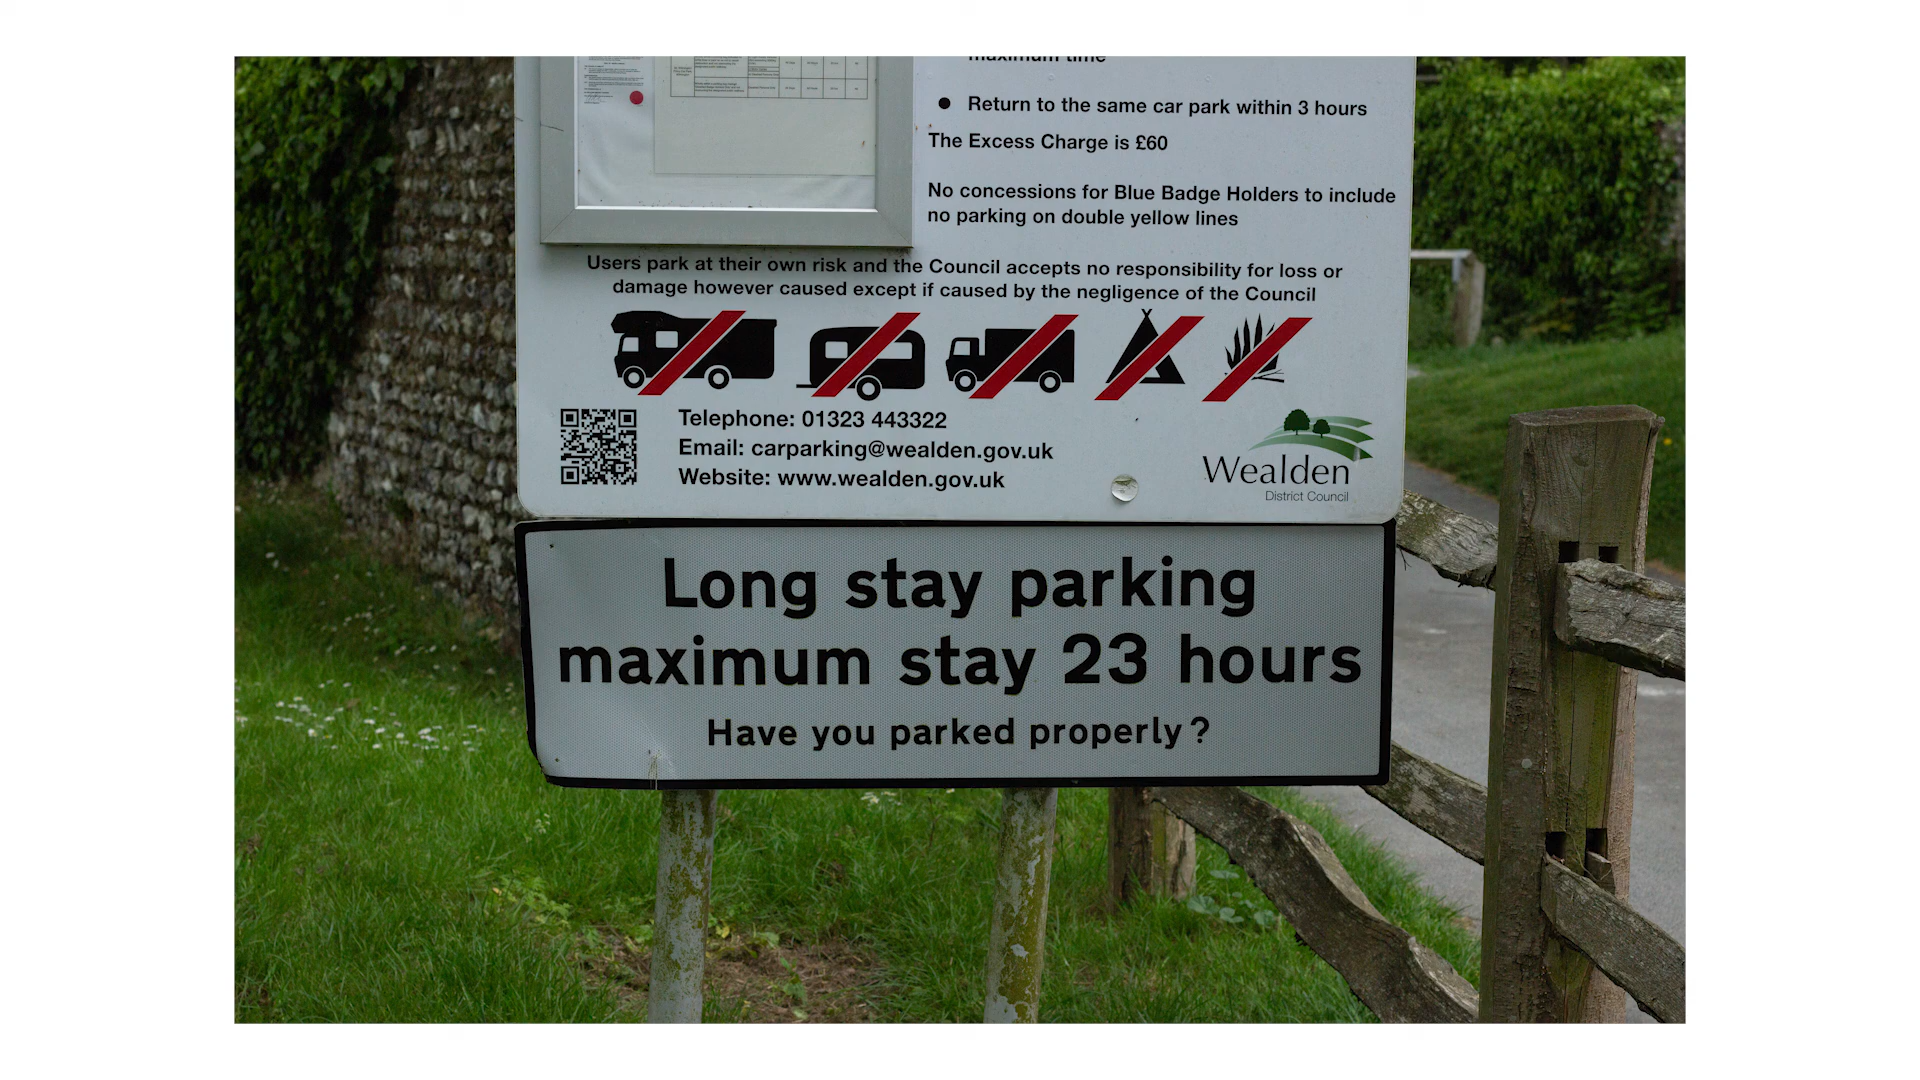 maximum time
● Return to the same car park within 3 hours
The Excess Charge is £60
No concessions for Blue Badge Holders to include
no parking on double yellow lines
Users park at their own risk and the Council accepts no responsibility for loss or
damage however caused except if caused by the negligence of the Council
Telephone: 01323 443322
Email: carparking@wealden.gov.uk
Website: www.wealden.gov.uk
Wealden
District Council
Long stay parking
maximum stay 23 hours
Have you parked properly?